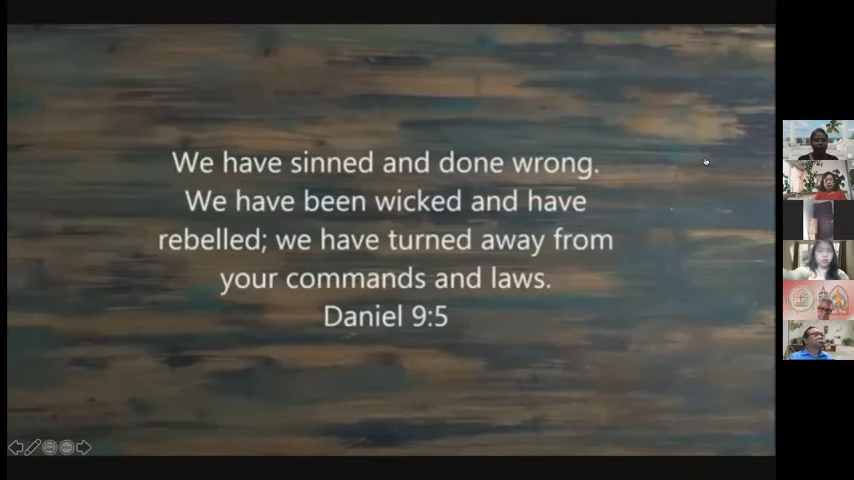 We have sinned and done wrong.
We have been wicked and have
rebelled; we have turned away from
your commands and laws.
Daniel 9:5